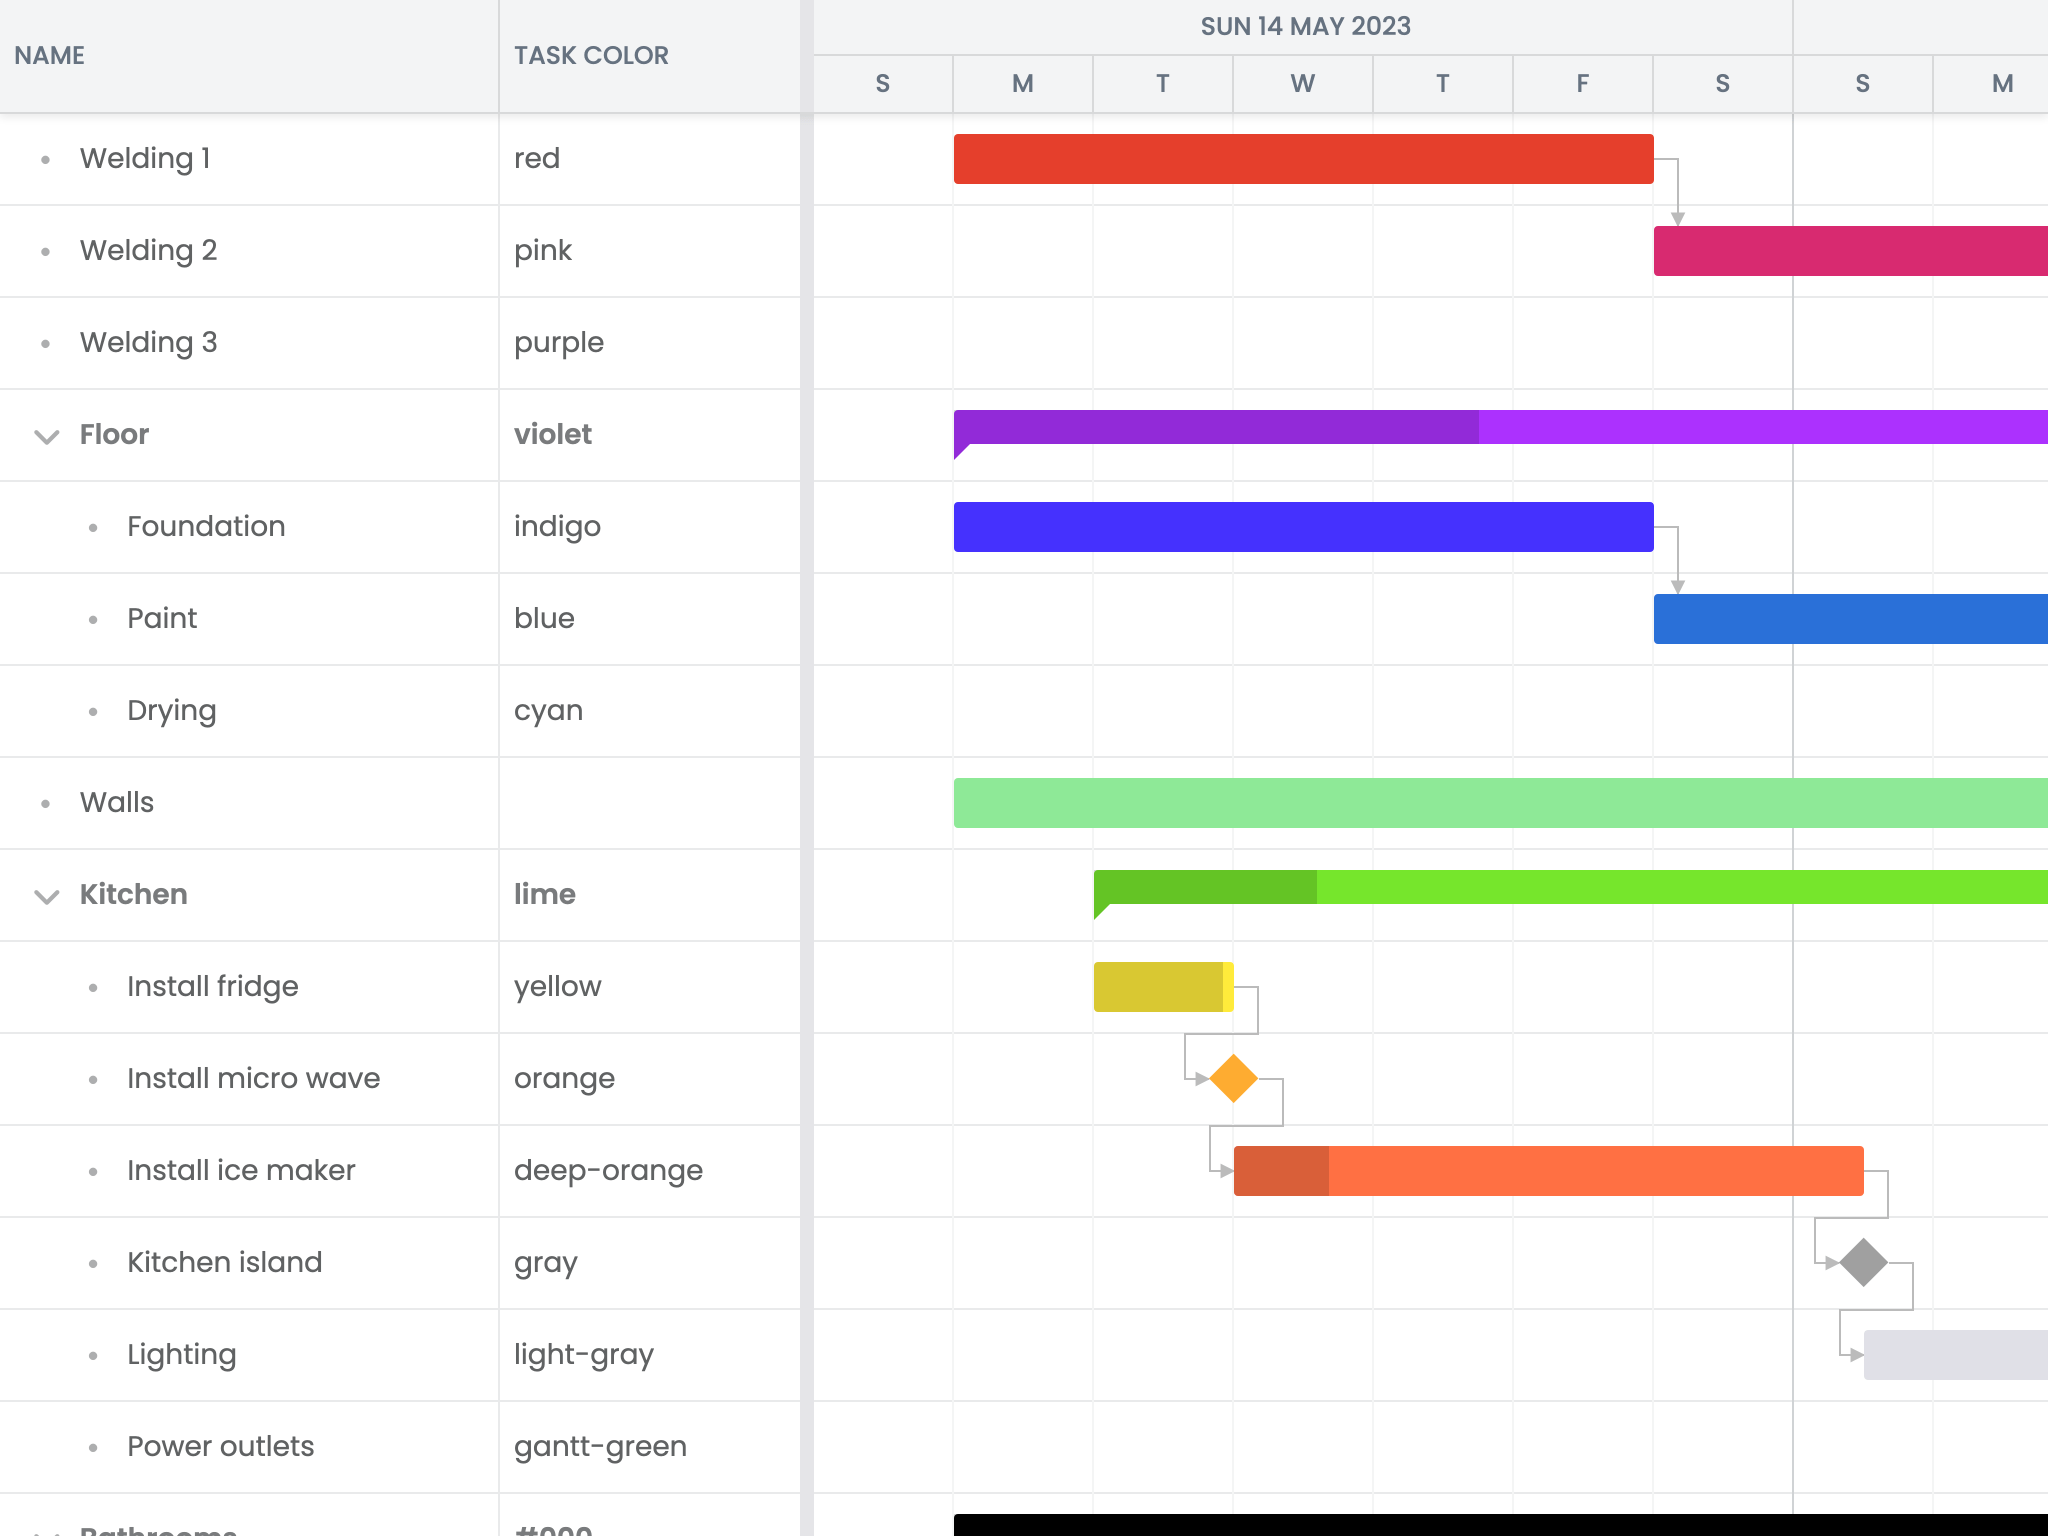 NAME TASK COLOR
SUN 14 MAY 2023
S M T W T F S S M
Welding 1 red
Welding 2 pink
Welding 3 purple
Floor violet
Foundation indigo
Paint blue
Drying cyan
Walls
Kitchen lime
Install fridge yellow
Install micro wave orange
Install ice maker deep-orange
Kitchen island gray
Lighting light-gray
Power outlets gantt-green
Bathrooms #000